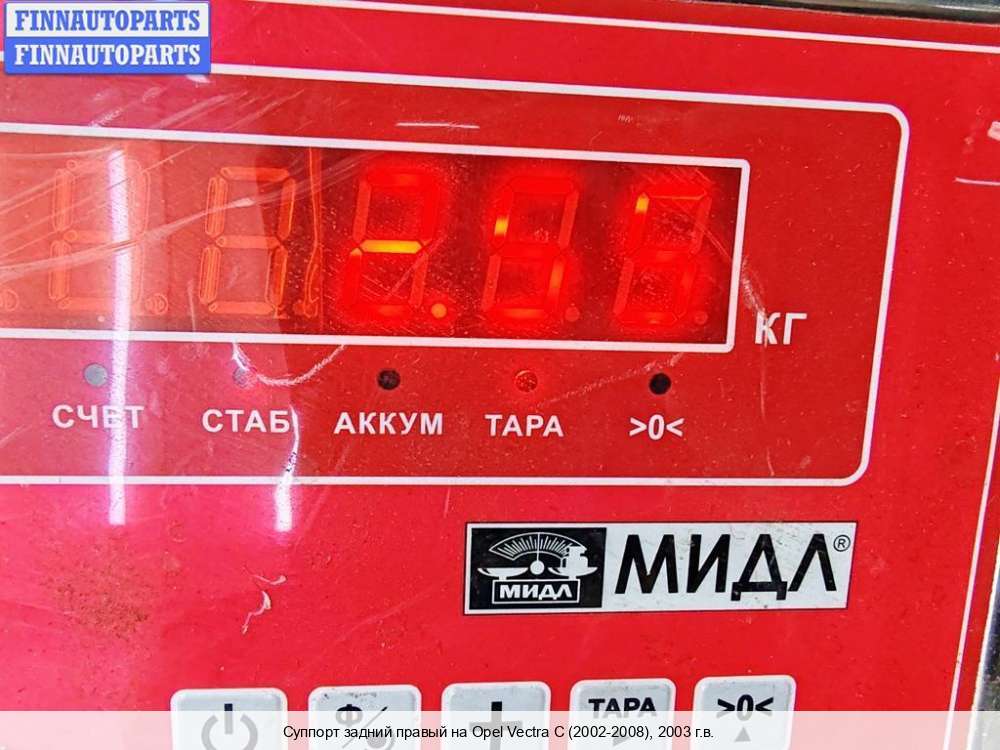 FINNAUTOPARTS
FINNAUTOPARTS
КГ
СЧЕТ СТАБ АККУМ ТАРА >0<
МИДЛ МИДЛ®
ТАРА >0<
Суппорт задний правый на Opel Vectra C (2002-2008), 2003 г.в.